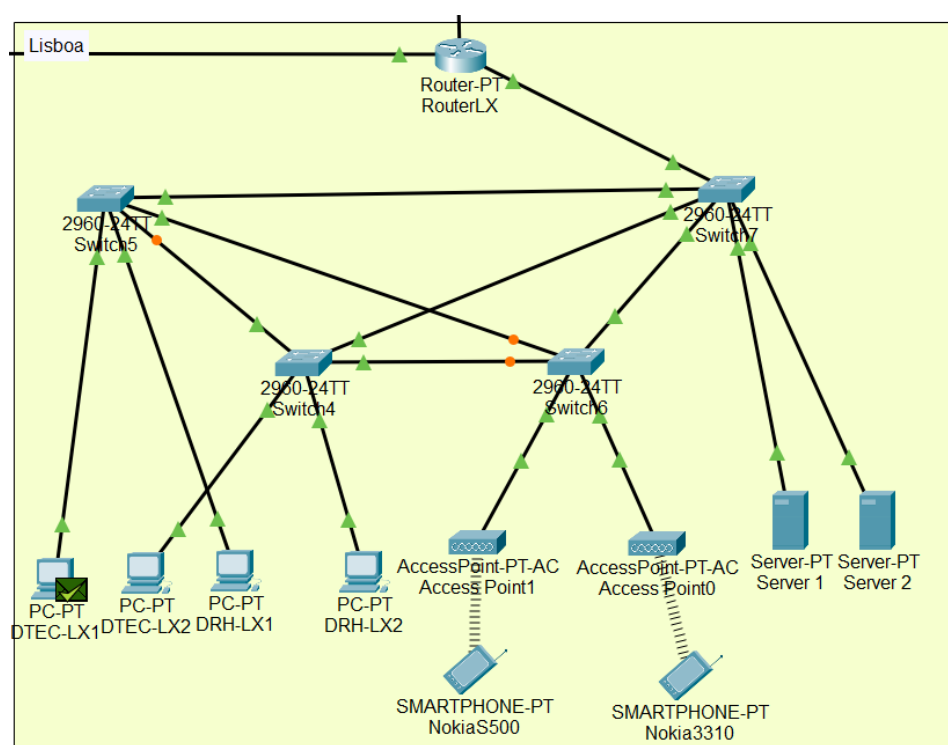 Lisboa
Router-PT
RouterLX
2960-24TT
Switch5
2960-24TT
Switch7
2960-24TT
Switch4
2960-24TT
Switch6
PC-PT
DTEC-LX1
PC-PT
DTEC-LX2
PC-PT
DRH-LX1
PC-PT
DRH-LX2
AccessPoint-PT-AC
Access Point1
AccessPoint-PT-AC
Access Point0
Server-PT
Server 1
Server-PT
Server 2
SMARTPHONE-PT
NokiaS500
SMARTPHONE-PT
Nokia3310